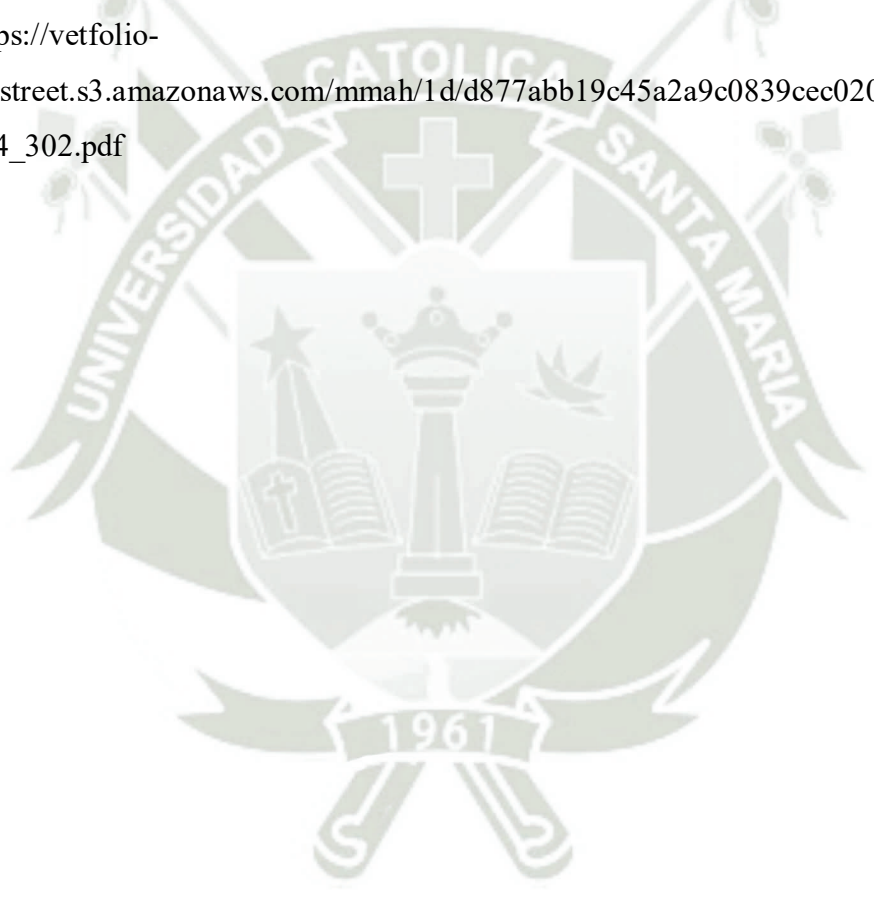 ps://vetfolio-
street.s3.amazonaws.com/mmah/1d/d877abb19c45a2a9c0839cec020
4_302.pdf
UNIVERSIDAD CATOLICA SANTA MARIA
1961